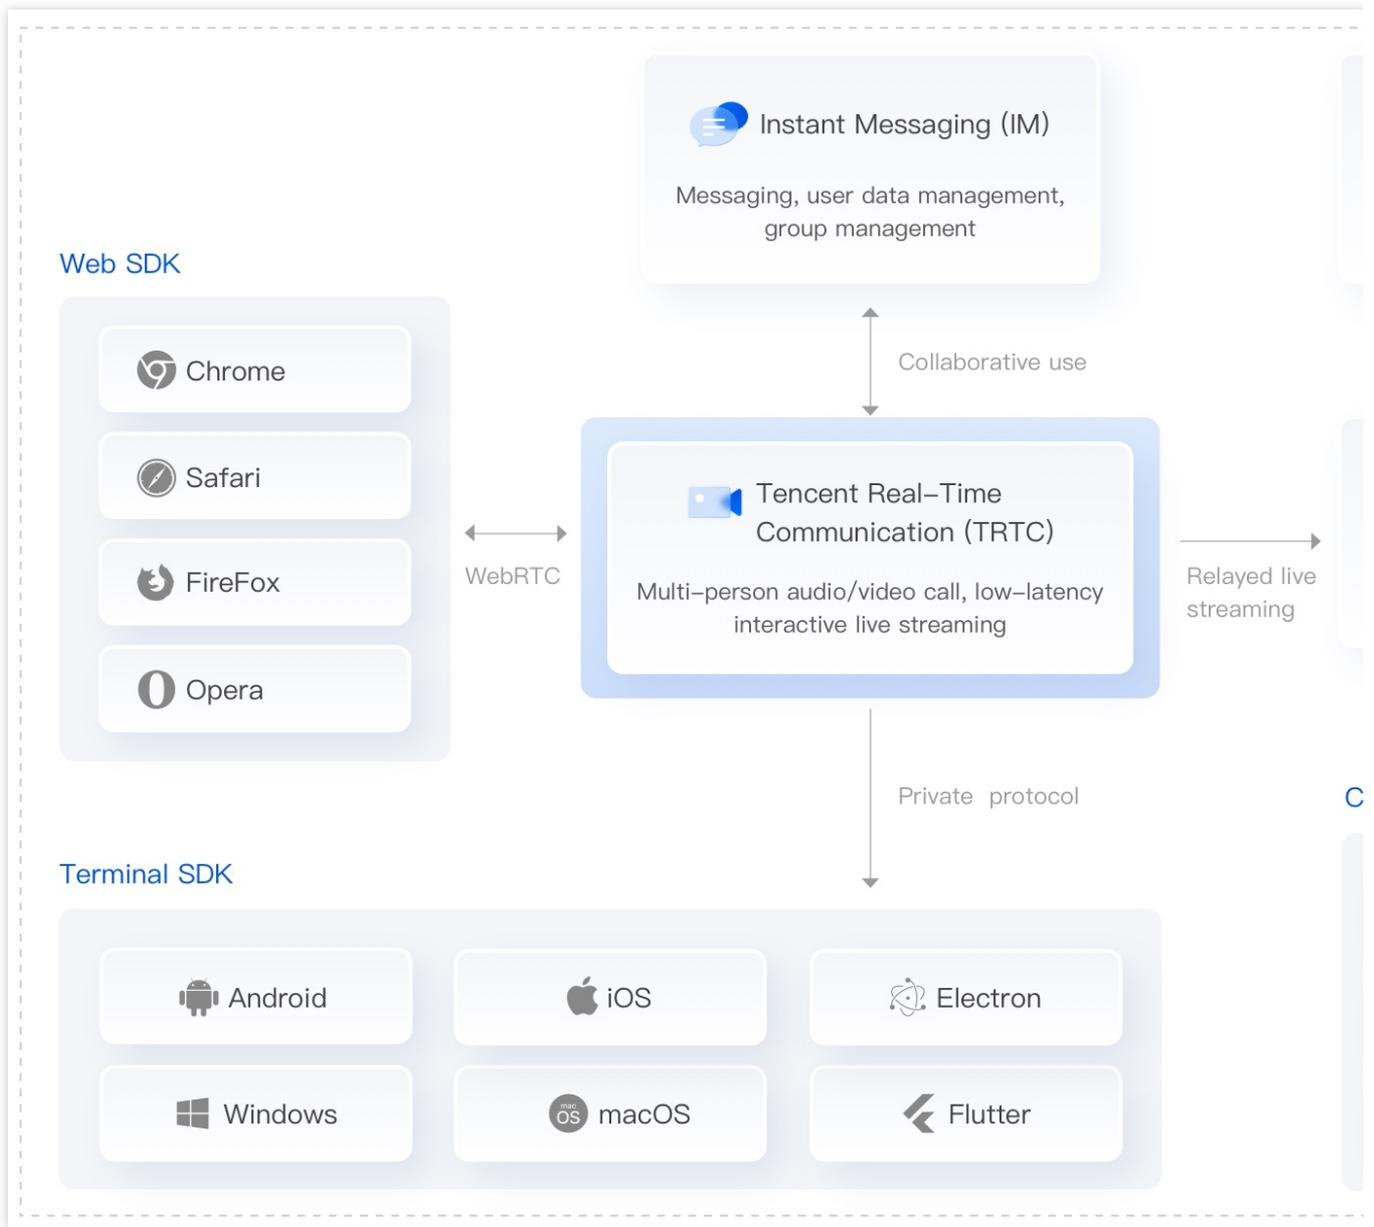 Instant Messaging (IM)
Messaging, user data management,
group management
Web SDK
Chrome
Safari
FireFox
Opera
Collaborative use
WebRTC
Tencent Real-Time
Communication (TRTC)
Multi-person audio/video call, low-latency
interactive live streaming
Relayed live
streaming
Private protocol
C
Terminal SDK
Android
iOS
Electron
Windows
mac
OS
macOS
Flutter